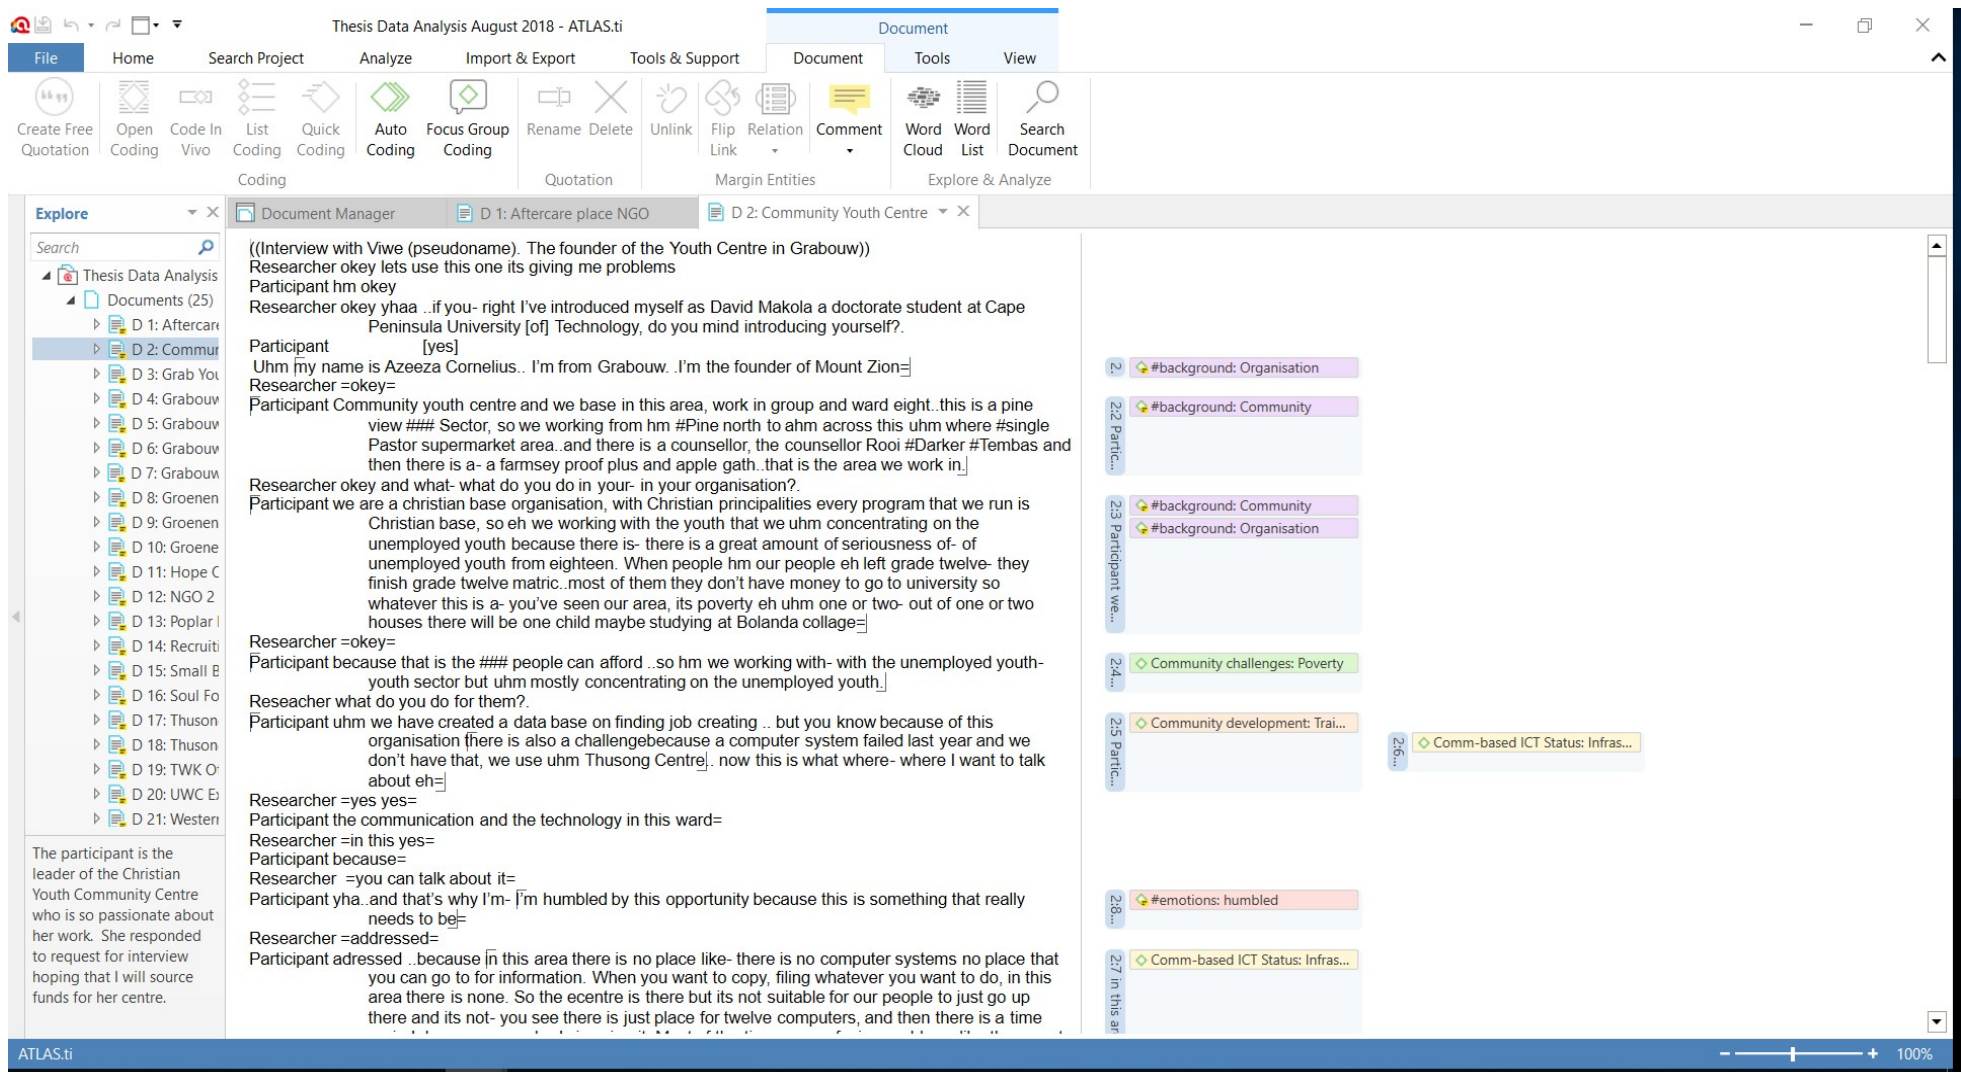 Thesis Data Analysis August 2018 - ATLAS.ti
Document
File Home Search Project Analyze Import & Export Tools & Support Document Tools View
Create Free Quotation
Open Coding
Code In Vivo
List Coding
Quick Coding
Auto Coding
Focus Group Coding
Rename Delete
Unlink
Flip Link
Relation
Comment
Word Cloud
Word List
Search Document
Coding Quotation Margin Entities Explore & Analyze
Explore
Search
Thesis Data Analysis
Documents (25)
D 1: Aftercare
D 2: Commun
D 3: Grab You
D 4: Grabouw
D 5: Grabouw
D 6: Grabouw
D 7: Grabouw
D 8: Groenen
D 9: Groenen
D 10: Groene
D 11: Hope C
D 12: NGO 2
D 13: Poplar
D 14: Recruiti
D 15: Small B
D 16: Soul Fo
D 17: Thuson
D 18: Thuson
D 19: TWK Of
D 20: UWC Ex
D 21: Western
The participant is the
leader of the Christian
Youth Community Centre
who is so passionate about
her work. She responded
to request for interview
hoping that I will source
funds for her centre.
Document Manager D 1: Aftercare place NGO D 2: Community Youth Centre
((Interview with Viwe (pseudoname). The founder of the Youth Centre in Grabouw))
Researcher okey lets use this one its giving me problems
Participant hm okey
Researcher okey yhaa ..if you- right I've introduced myself as David Makola a doctorate student at Cape
Peninsula University [of] Technology, do you mind introducing yourself?.
Participant [yes]
Uhm my name is Azeeza Cornelius.. I'm from Grabouw. .I'm the founder of Mount Zion=
Researcher =okey=
Participant Community youth centre and we base in this area, work in group and ward eight..this is a pine
view ### Sector, so we working from hm #Pine north to ahm across this uhm where #single
Pastor supermarket area..and there is a counsellor, the counsellor Rooi #Darker #Tembas and
then there is a- a farmsey proof plus and apple gath..that is the area we work in.
Researcher okey and what- what do you do in your- in your organisation?.
Participant we are a christian base organisation, with Christian principalities every program that we run is
Christian base, so eh we working with the youth that we uhm concentrating on the
unemployed youth because there is- there is a great amount of seriousness of- of
unemployed youth from eighteen. When people hm our people eh left grade twelve- they
finish grade twelve matric..most of them they don't have money to go to university so
whatever this is a- you've seen our area, its poverty eh uhm one or two- out of one or two
houses there will be one child maybe studying at Bolanda collage=
Researcher =okey=
Participant because that is the ### people can afford ..so hm we working with- with the unemployed youth-
youth sector but uhm mostly concentrating on the unemployed youth.
Reseacher what do you do for them?.
Participant uhm we have created a data base on finding job creating .. but you know because of this
organisation there is also a challengebecause a computer system failed last year and we
don't have that, we use uhm Thusong Centre. . now this is what where- where I want to talk
about eh=
Researcher =yes yes=
Participant the communication and the technology in this ward=
Researcher =in this yes=
Participant because=
Researcher =you can talk about it=
Participant yha..and that's why I'm- I'm humbled by this opportunity because this is something that really
needs to be=
Researcher =addressed=
Participant adressed ..because in this area there is no place like- there is no computer systems no place that
you can go to for information. When you want to copy, filing whatever you want to do, in this
area there is none. So the ecentre is there but its not suitable for our people to just go up
there and its not- you see there is just place for twelve computers, and then there is a time
2. #background: Organisation
2:2 Partic... #background: Community
2:3 Participant we... #background: Community
#background: Organisation
2:4... Community challenges: Poverty
2:5 Partic... Community development: Trai...
2:6... Comm-based ICT Status: Infras...
2:8... #emotions: humbled
2:7 in this ar Comm-based ICT Status: Infras...
ATLAS.ti 100%